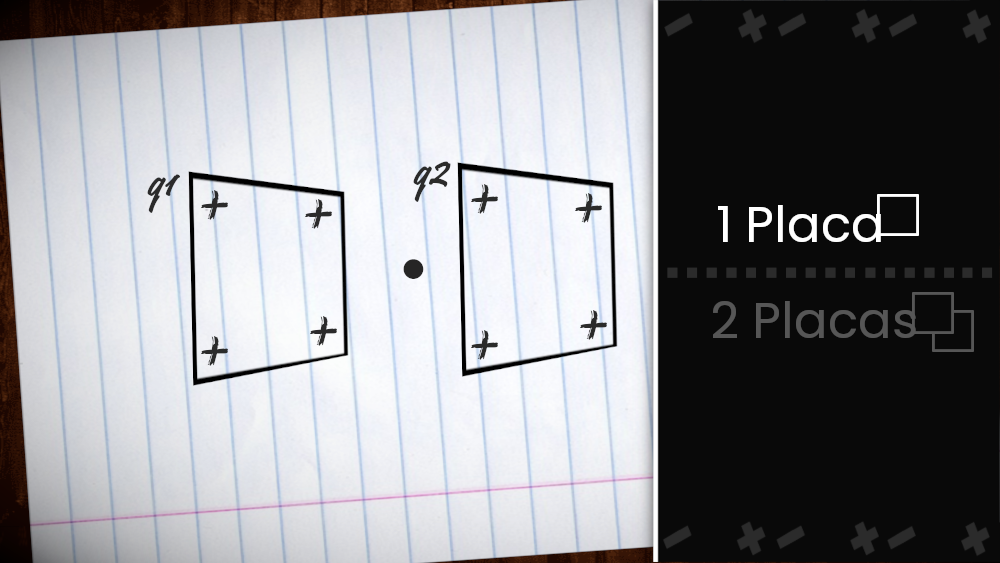 q1
+ +
+ +
q2
+ +
+ +
1 Placa
2 Placas